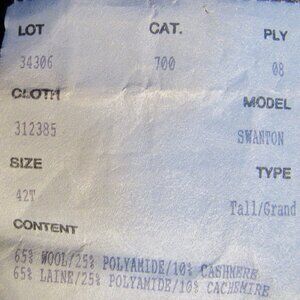 LOT CAT. PLY
34306 700 08
CLOTH MODEL
312385 SWANTON
SIZE TYPE
42T Tall/Grand
CONTENT
65% WOOL/25% POLYAMIDE/10% CASHMERE
65% LAINE/25% POLYAMIDE/10% CACHEMIRE